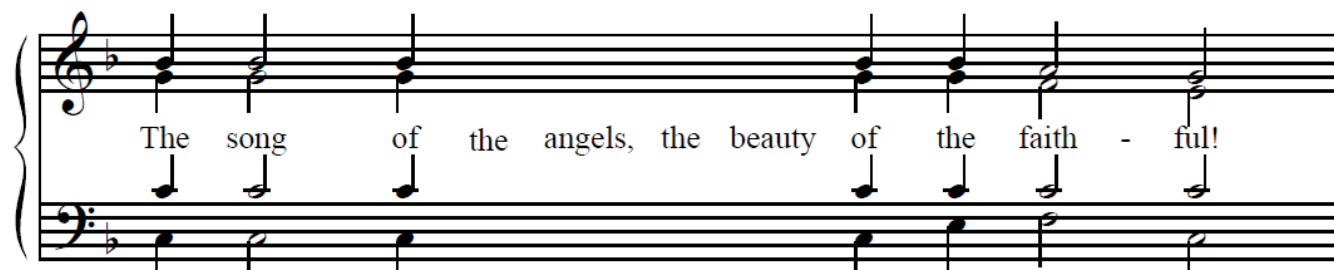 The song of the angels, the beauty of the faith - ful!